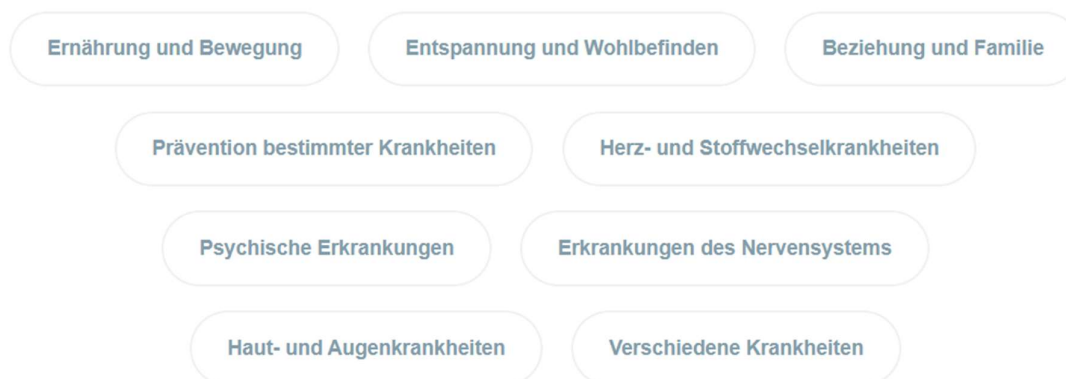 Ernährung und Bewegung
Entspannung und Wohlbefinden
Beziehung und Familie
Prävention bestimmter Krankheiten
Herz- und Stoffwechselkrankheiten
Psychische Erkrankungen
Erkrankungen des Nervensystems
Haut- und Augenkrankheiten
Verschiedene Krankheiten